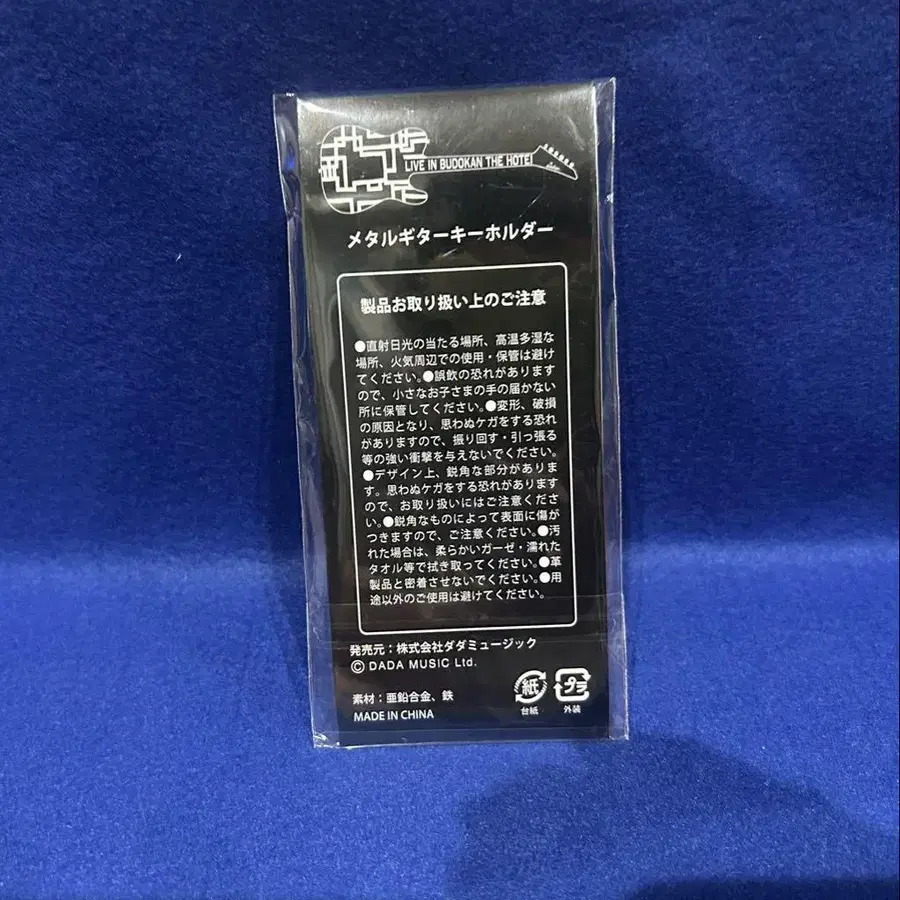 LIVE IN BUDOKAN THE HOTEI
メタルギターキーホルダー
製品お取り扱い上のご注意
●直射日光の当たる場所、高温多湿な
場所、火気周辺での使用・保管は避け
てください。●誤飲の恐れがあります
ので、小さなお子さまの手の届かない
所に保管してください。●変形、破損
の原因となり、思わぬケガをする恐れ
がありますので、振り回す・引っ張る
等の強い衝撃を与えないでください。
●デザイン上、鋭角な部分がありま
す。思わぬケガをする恐れがあります
ので、お取り扱いにはご注意くださ
い。●鋭角なものによって表面に傷が
つきますので、ご注意ください。●汚
れた場合は、柔らかいガーゼ・濡れた
タオル等で拭き取ってください。●革
製品と密着させないでください。●用
途以外のご使用は避けてください。
発売元：株式会社ダダミュージック
© DADA MUSIC Ltd.
素材：亜鉛合金、鉄
MADE IN CHINA
紙
台紙
プラ
外装